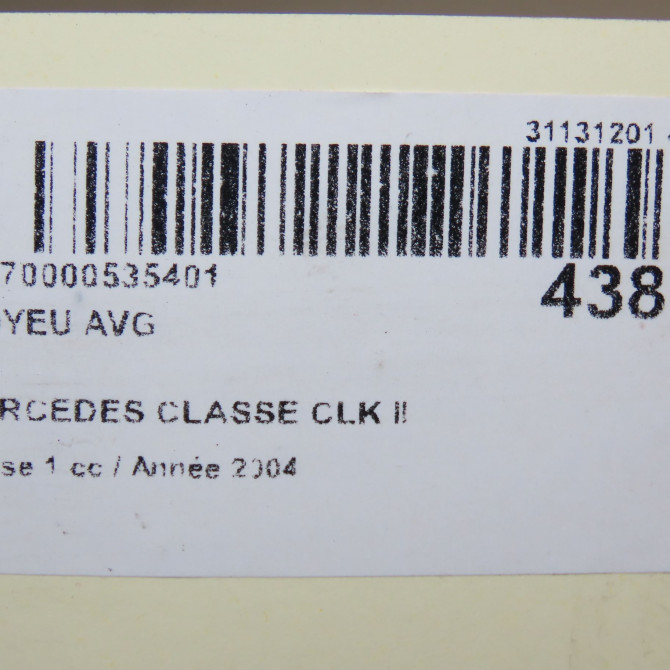 31131201
70000535401
438
YEU AVG
RCEDES CLASSE CLK II
se 1 cc / Année 2004